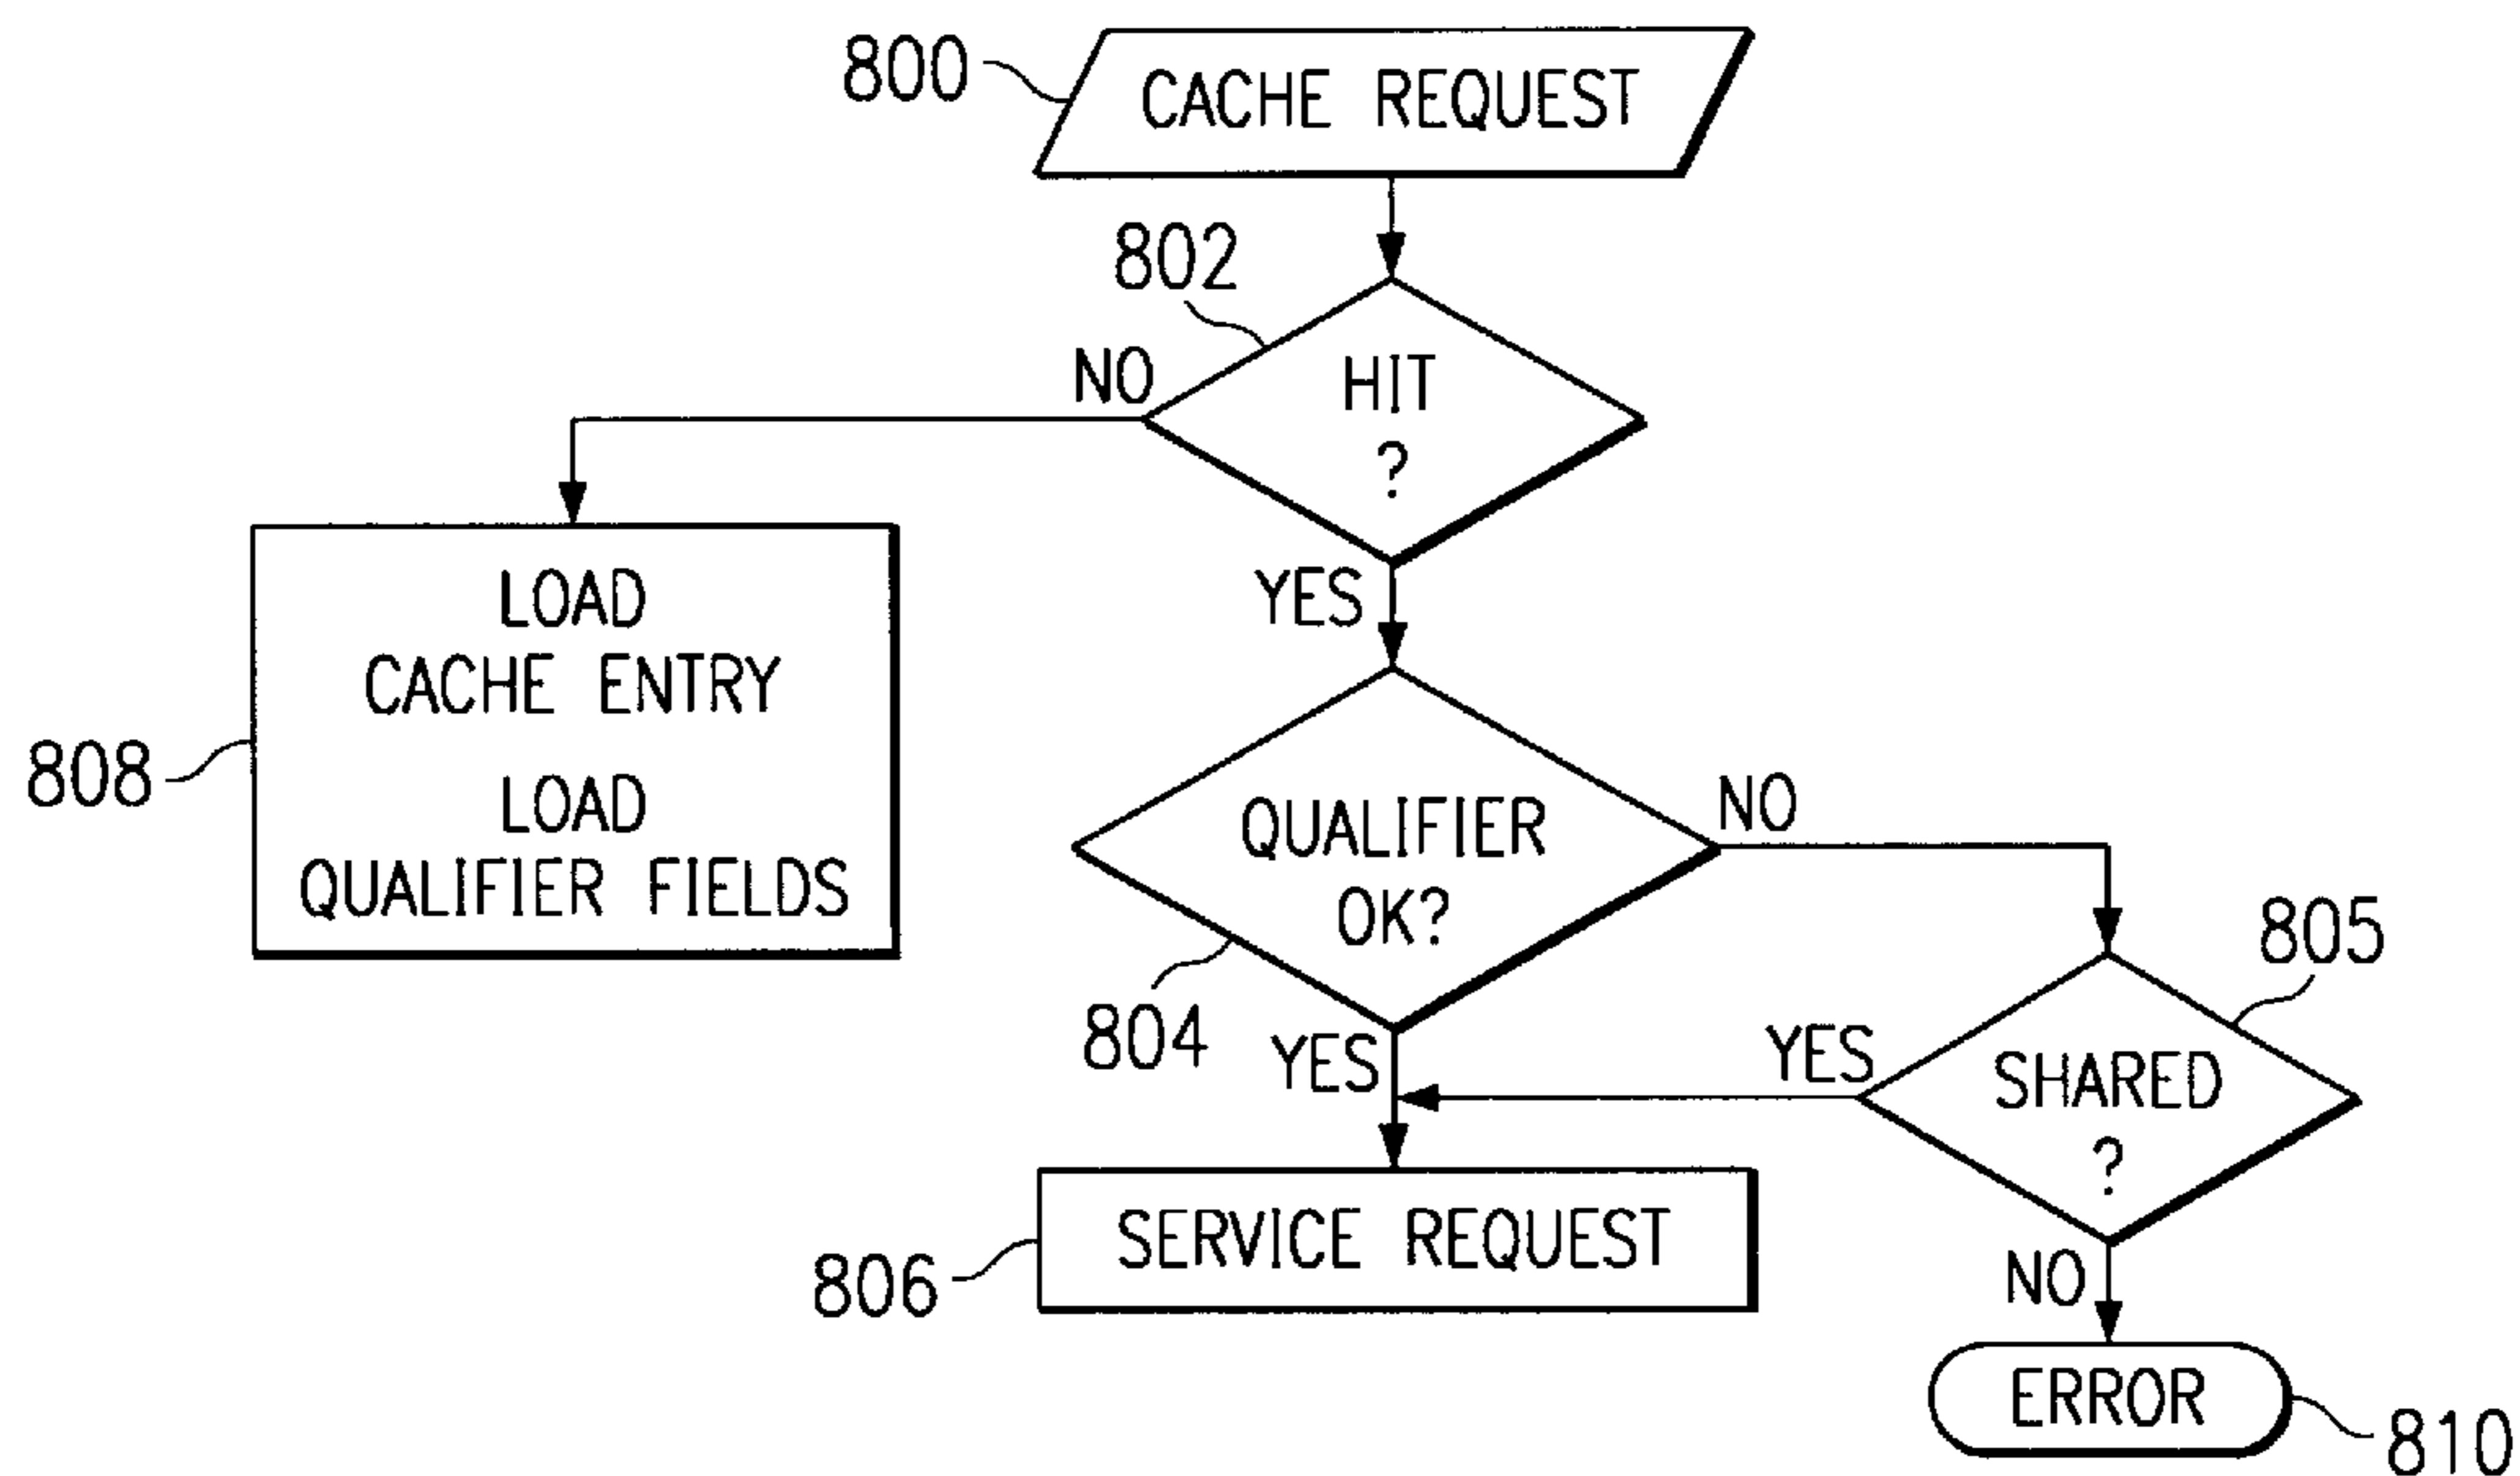 800
CACHE REQUEST
802
NO
HIT
?
YES
LOAD
CACHE ENTRY
LOAD
QUALIFIER FIELDS
808
QUALIFIER
OK?
NO
804
YES
805
YES
SHARED
?
SERVICE REQUEST
806
NO
ERROR
810